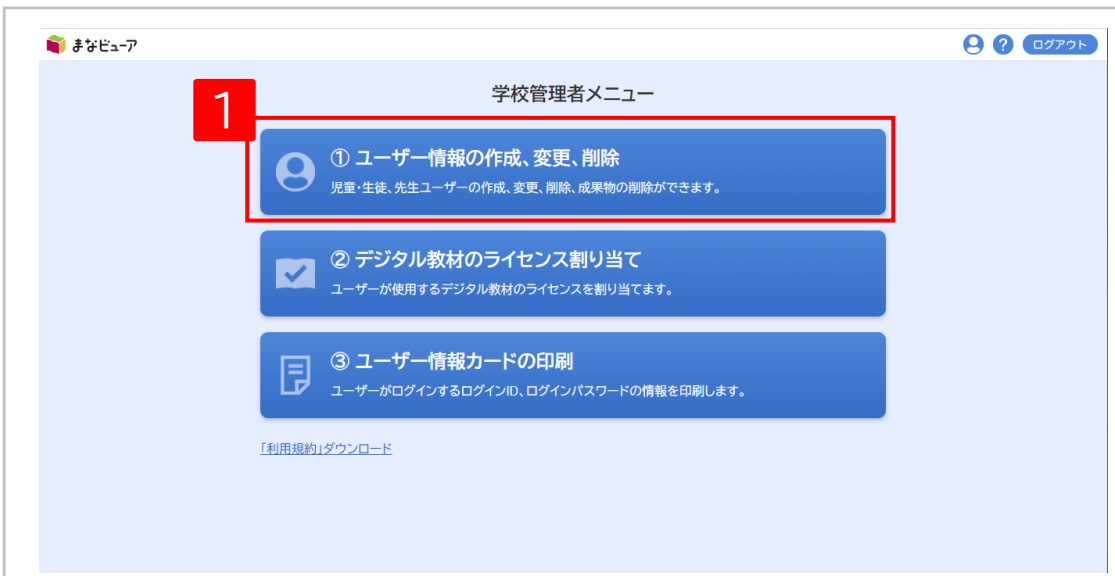 まなビューア
?
ログアウト
学校管理者メニュー
1
① ユーザー情報の作成、変更、削除
児童・生徒、先生ユーザーの作成、変更、削除、成果物の削除ができます。
② デジタル教材のライセンス割り当て
ユーザーが使用するデジタル教材のライセンスを割り当てます。
③ ユーザー情報カードの印刷
ユーザーがログインするログインID、ログインパスワードの情報を印刷します。
「利用規約」ダウンロード